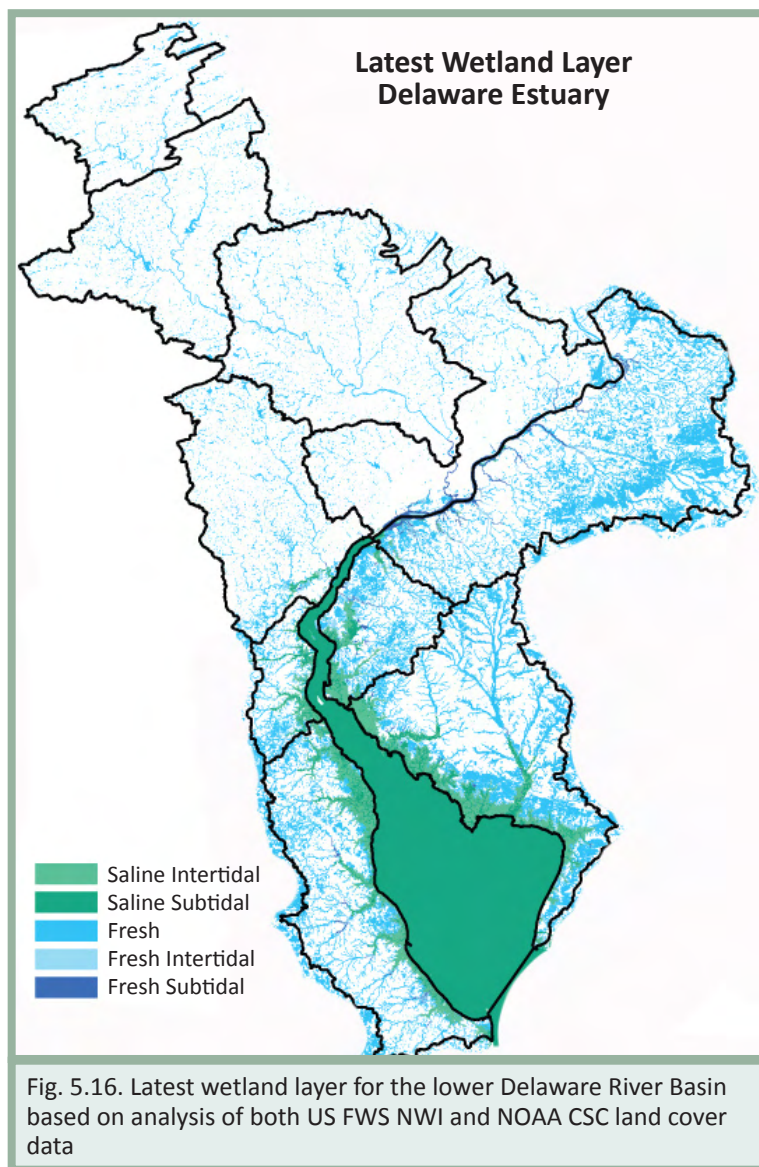 Latest Wetland Layer
Delaware Estuary
Saline Intertidal
Saline Subtidal
Fresh
Fresh Intertidal
Fresh Subtidal
Fig. 5.16. Latest wetland layer for the lower Delaware River Basin
based on analysis of both US FWS NWI and NOAA CSC land cover
data